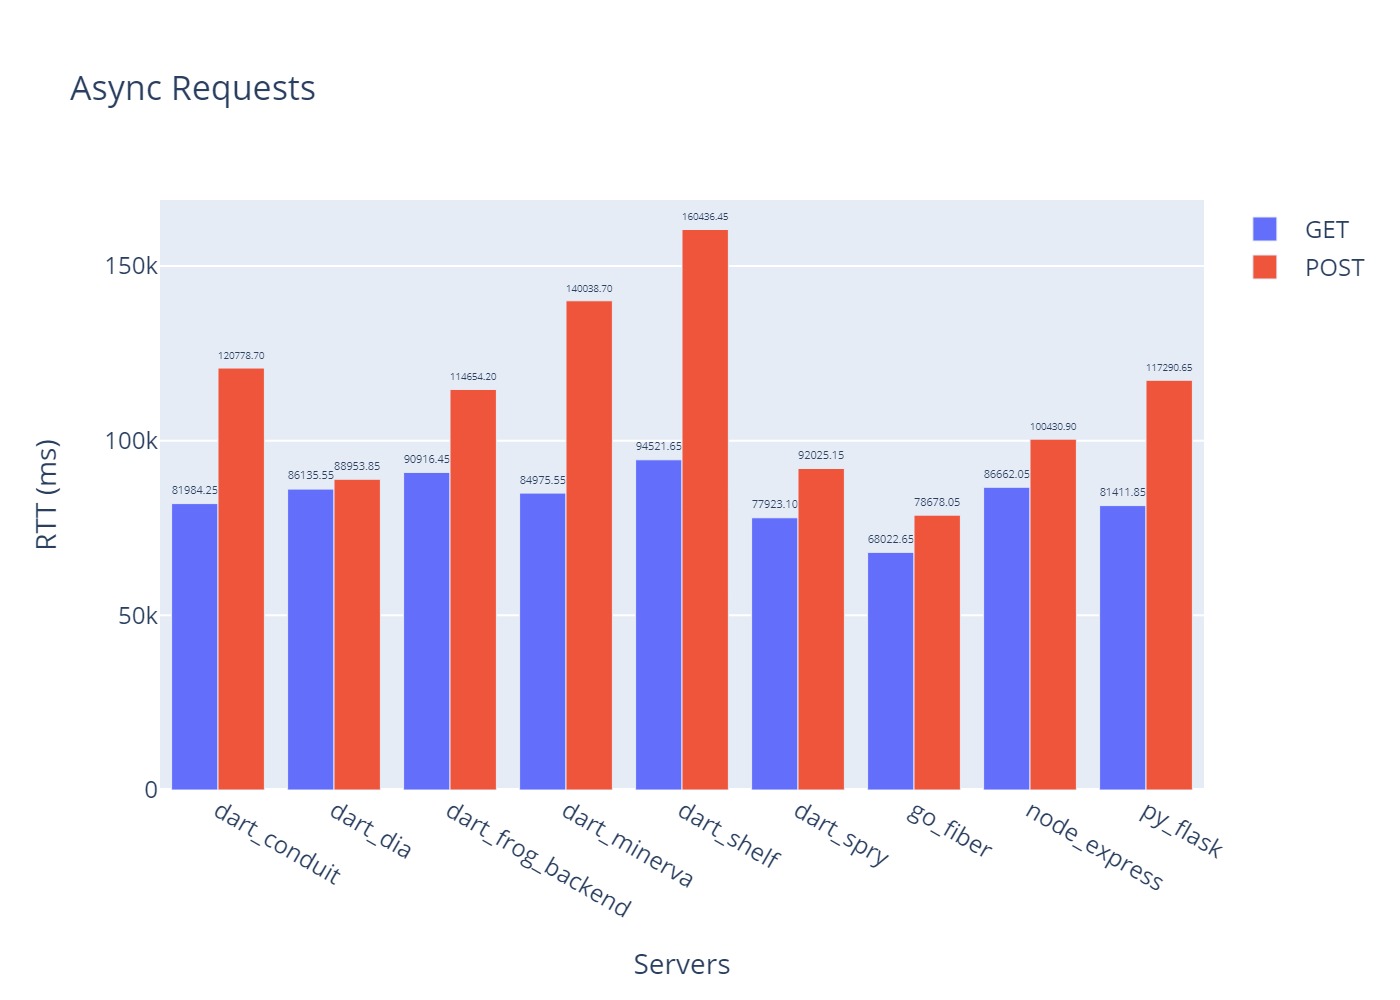 Async Requests
GET
POST
RTT (ms)
150k
100k
50k
0
81984.25
120778.70
86135.55
88953.85
90916.45
114654.20
84975.55
140038.70
94521.65
160436.45
77923.10
92025.15
68022.65
78678.05
86662.05
100430.90
81411.85
117290.65
dart_conduit
dart_dia
dart_frog_backend
dart_minerva
dart_shelf
dart_spry
go_fiber
node_express
py_flask
Servers